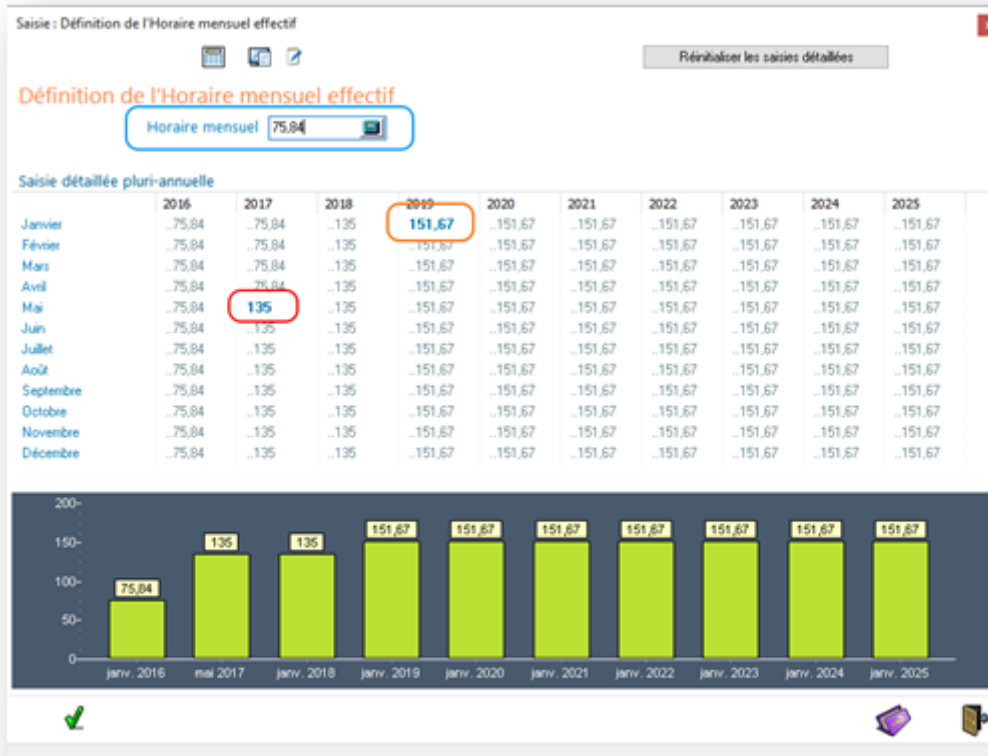 Saisie : Définition de l'Horaire mensuel effectif
Réinitialiser les saisies détaillées
Définition de l'Horaire mensuel effectif
Horaire mensuel 75,84
Saisie détaillée pluri-annuelle
2016 2017 2018 2019 2020 2021 2022 2023 2024 2025
Janvier ..75,84 ..75,84 ..135 151,67 ..151,67 ..151,67 ..151,67 ..151,67 ..151,67 ..151,67
Février ..75,84 ..75,84 ..135 ..151,67 ..151,67 ..151,67 ..151,67 ..151,67 ..151,67 ..151,67
Mars ..75,84 ..75,84 ..135 ..151,67 ..151,67 ..151,67 ..151,67 ..151,67 ..151,67 ..151,67
Avril ..75,84 ..75,84 ..135 ..151,67 ..151,67 ..151,67 ..151,67 ..151,67 ..151,67 ..151,67
Mai ..75,84 135 ..135 ..151,67 ..151,67 ..151,67 ..151,67 ..151,67 ..151,67 ..151,67
Juin ..75,84 ..135 ..135 ..151,67 ..151,67 ..151,67 ..151,67 ..151,67 ..151,67 ..151,67
Juillet ..75,84 ..135 ..135 ..151,67 ..151,67 ..151,67 ..151,67 ..151,67 ..151,67 ..151,67
Août ..75,84 ..135 ..135 ..151,67 ..151,67 ..151,67 ..151,67 ..151,67 ..151,67 ..151,67
Septembre ..75,84 ..135 ..135 ..151,67 ..151,67 ..151,67 ..151,67 ..151,67 ..151,67 ..151,67
Octobre ..75,84 ..135 ..135 ..151,67 ..151,67 ..151,67 ..151,67 ..151,67 ..151,67 ..151,67
Novembre ..75,84 ..135 ..135 ..151,67 ..151,67 ..151,67 ..151,67 ..151,67 ..151,67 ..151,67
Décembre ..75,84 ..135 ..135 ..151,67 ..151,67 ..151,67 ..151,67 ..151,67 ..151,67 ..151,67
200-
150-
100-
50-
0-
75,84 135 135 151,67 151,67 151,67 151,67 151,67 151,67 151,67
janv. 2016 mai 2017 janv. 2018 janv. 2019 janv. 2020 janv. 2021 janv. 2022 janv. 2023 janv. 2024 janv. 2025